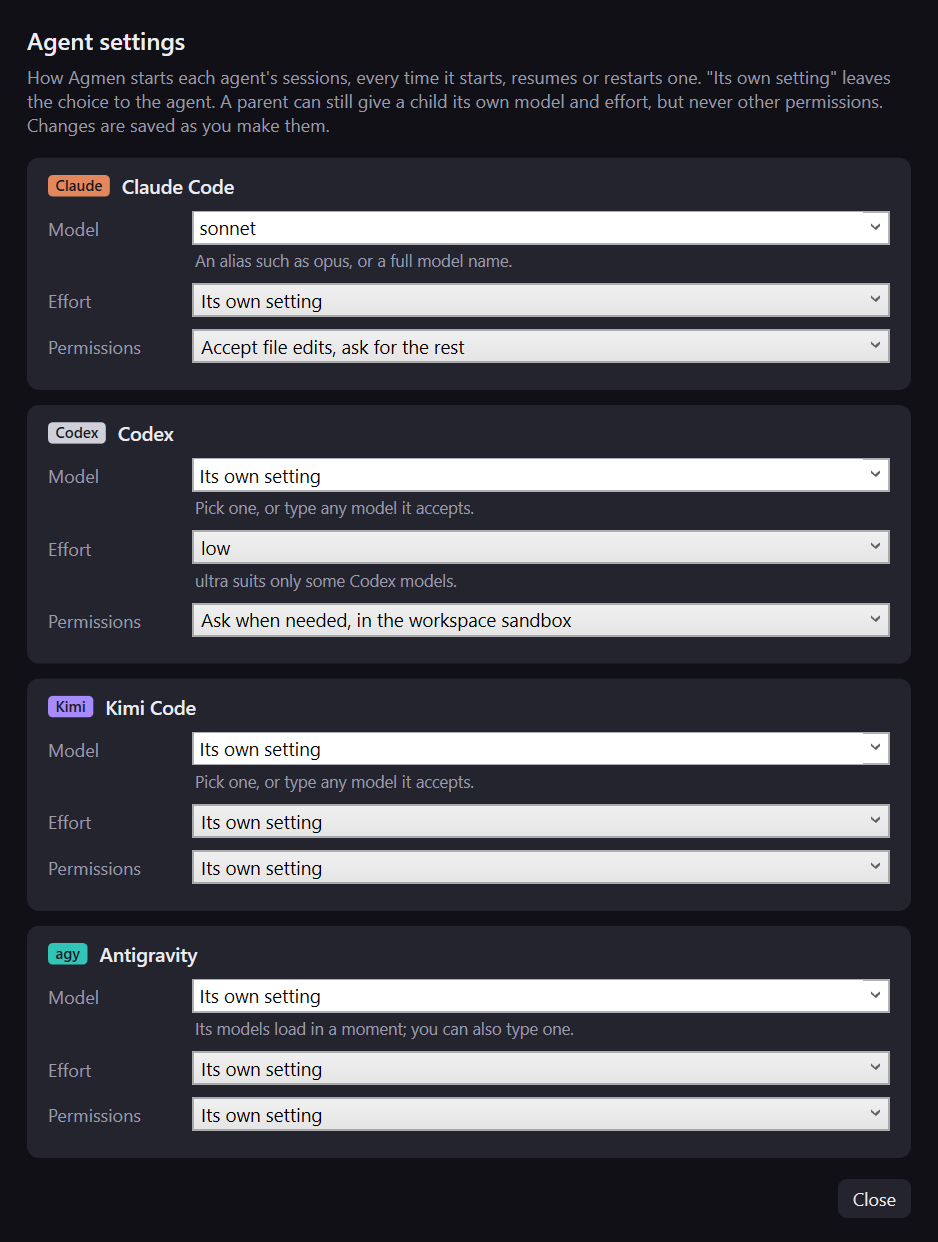 Agent settings
How Agmen starts each agent's sessions, every time it starts, resumes or restarts one. "Its own setting" leaves
the choice to the agent. A parent can still give a child its own model and effort, but never other permissions.
Changes are saved as you make them.
Claude Claude Code
Model sonnet
An alias such as opus, or a full model name.
Effort Its own setting
Permissions Accept file edits, ask for the rest
Codex Codex
Model Its own setting
Pick one, or type any model it accepts.
Effort low
ultra suits only some Codex models.
Permissions Ask when needed, in the workspace sandbox
Kimi Kimi Code
Model Its own setting
Pick one, or type any model it accepts.
Effort Its own setting
Permissions Its own setting
agy Antigravity
Model Its own setting
Its models load in a moment; you can also type one.
Effort Its own setting
Permissions Its own setting
Close